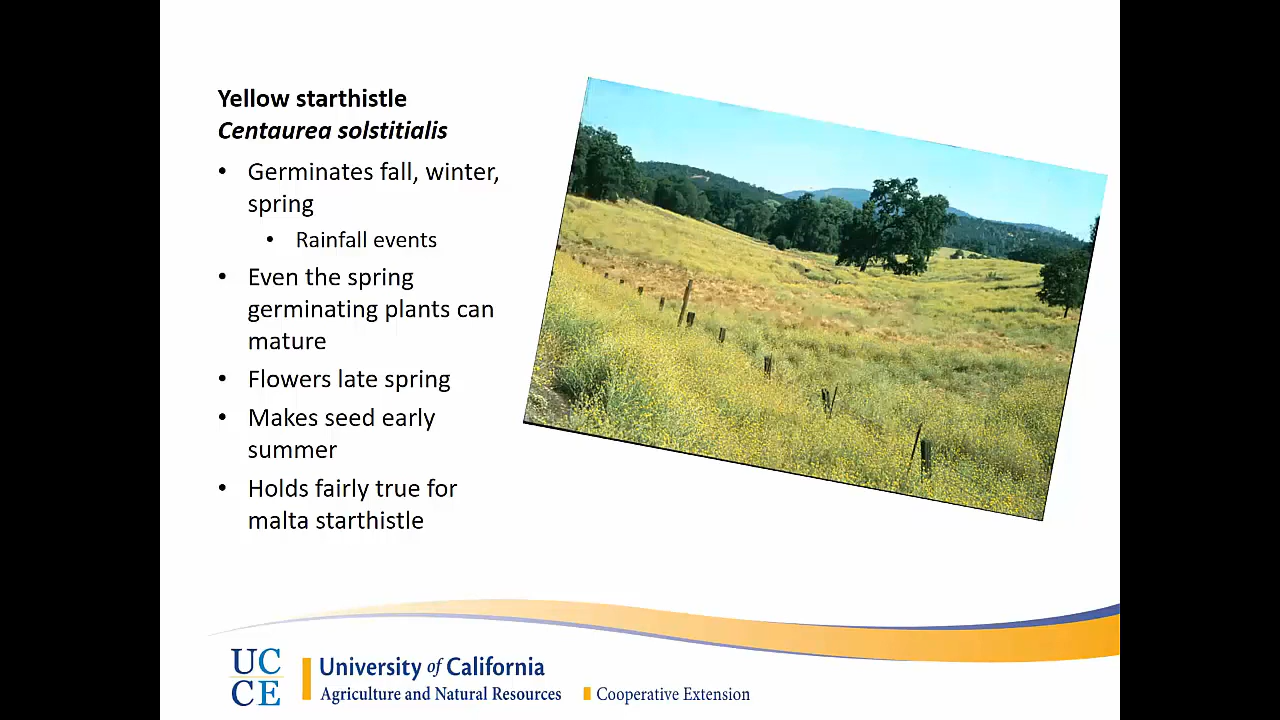 Yellow starthistle
Centaurea solstitialis
• Germinates fall, winter,
spring
• Rainfall events
• Even the spring
germinating plants can
mature
• Flowers late spring
• Makes seed early
summer
• Holds fairly true for
malta starthistle
UC
CE
University of California
Agriculture and Natural Resources
Cooperative Extension